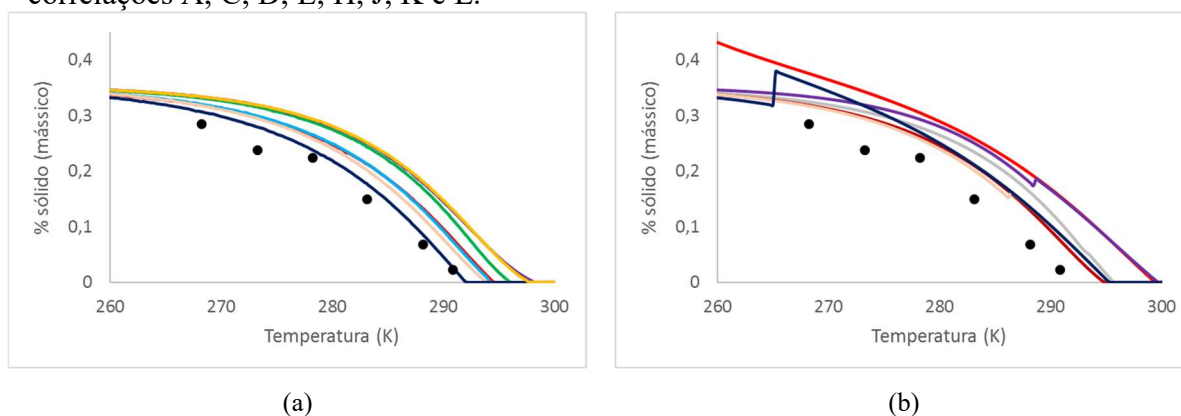 correlações A, C, D, E, H, J, K e L.
0,4
0,3
0,2
0,1
0
% sólido (mássico)
260 270 280 290 300
Temperatura (K)
(a)
0,4
0,3
0,2
0,1
0
% sólido (mássico)
260 270 280 290 300
Temperatura (K)
(b)